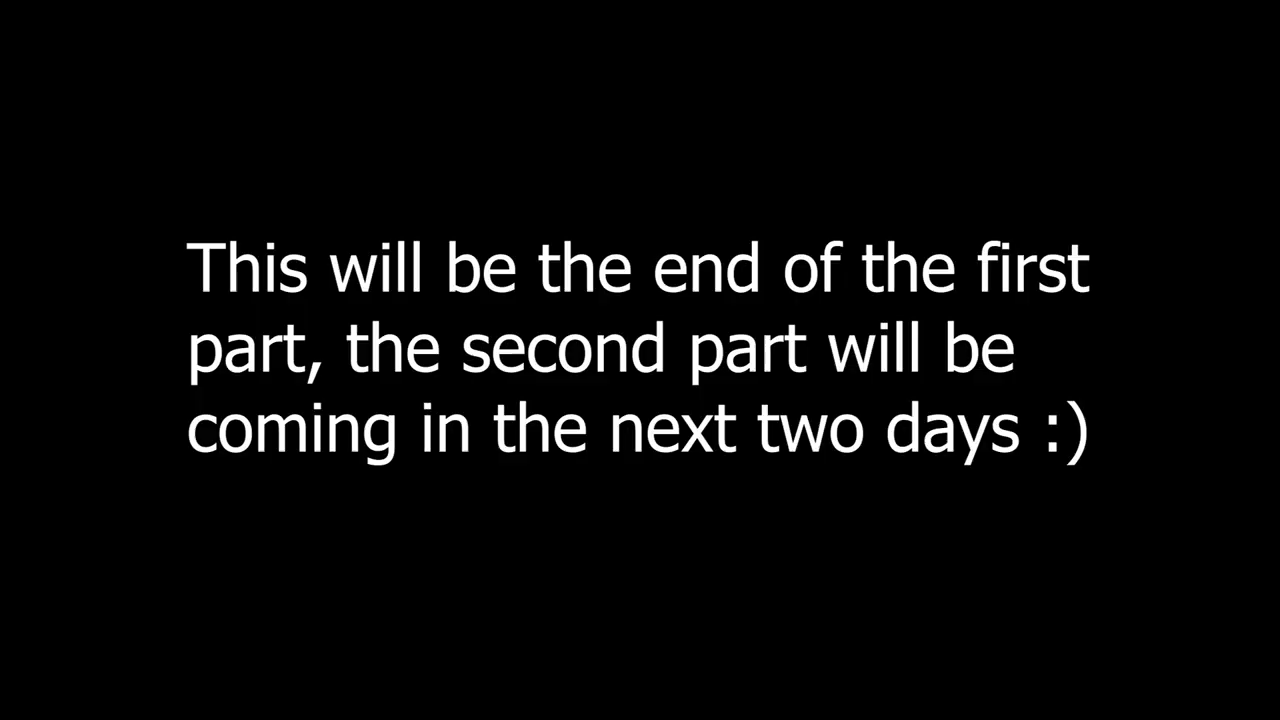 This will be the end of the first
part, the second part will be
coming in the next two days :)